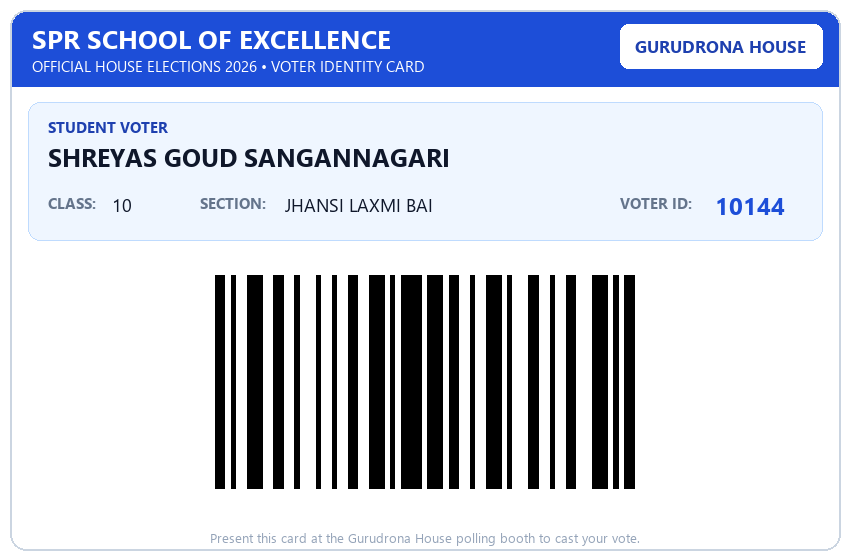 SPR SCHOOL OF EXCELLENCE
OFFICIAL HOUSE ELECTIONS 2026 • VOTER IDENTITY CARD
GURUDRONA HOUSE
STUDENT VOTER
SHREYAS GOUD SANGANNAGARI
CLASS: 10 SECTION: JHANSI LAXMI BAI VOTER ID: 10144
Present this card at the Gurudrona House polling booth to cast your vote.